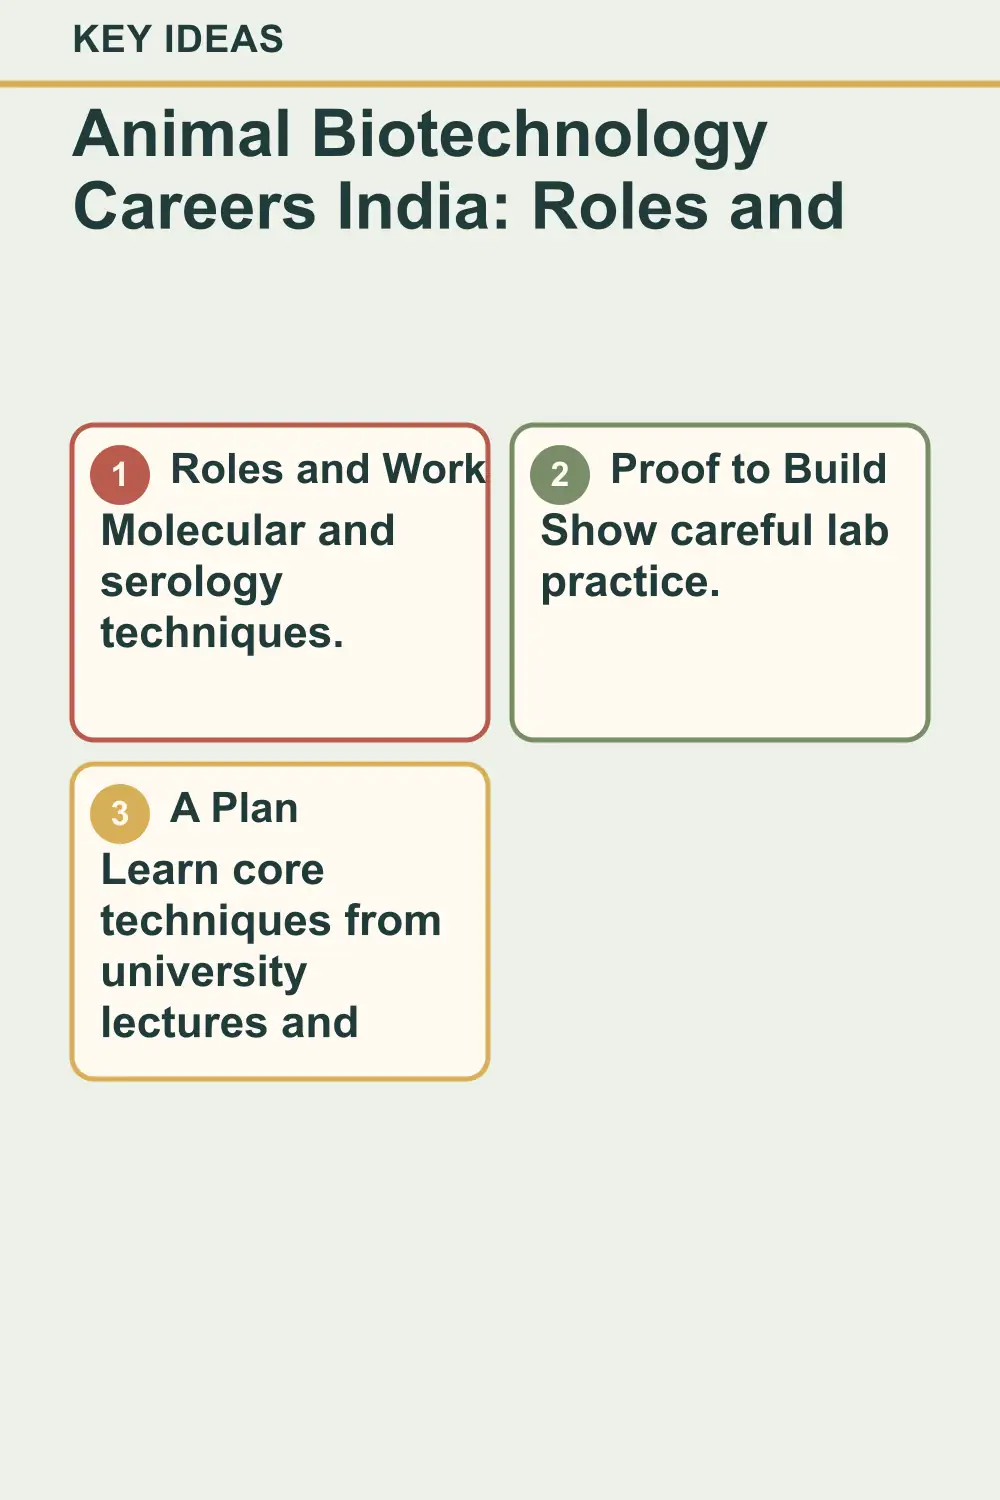 KEY IDEAS
Animal Biotechnology
Careers India: Roles and
1 Roles and Work
Molecular and
serology
techniques.
2 Proof to Build
Show careful lab
practice.
3 A Plan
Learn core
techniques from
university
lectures and